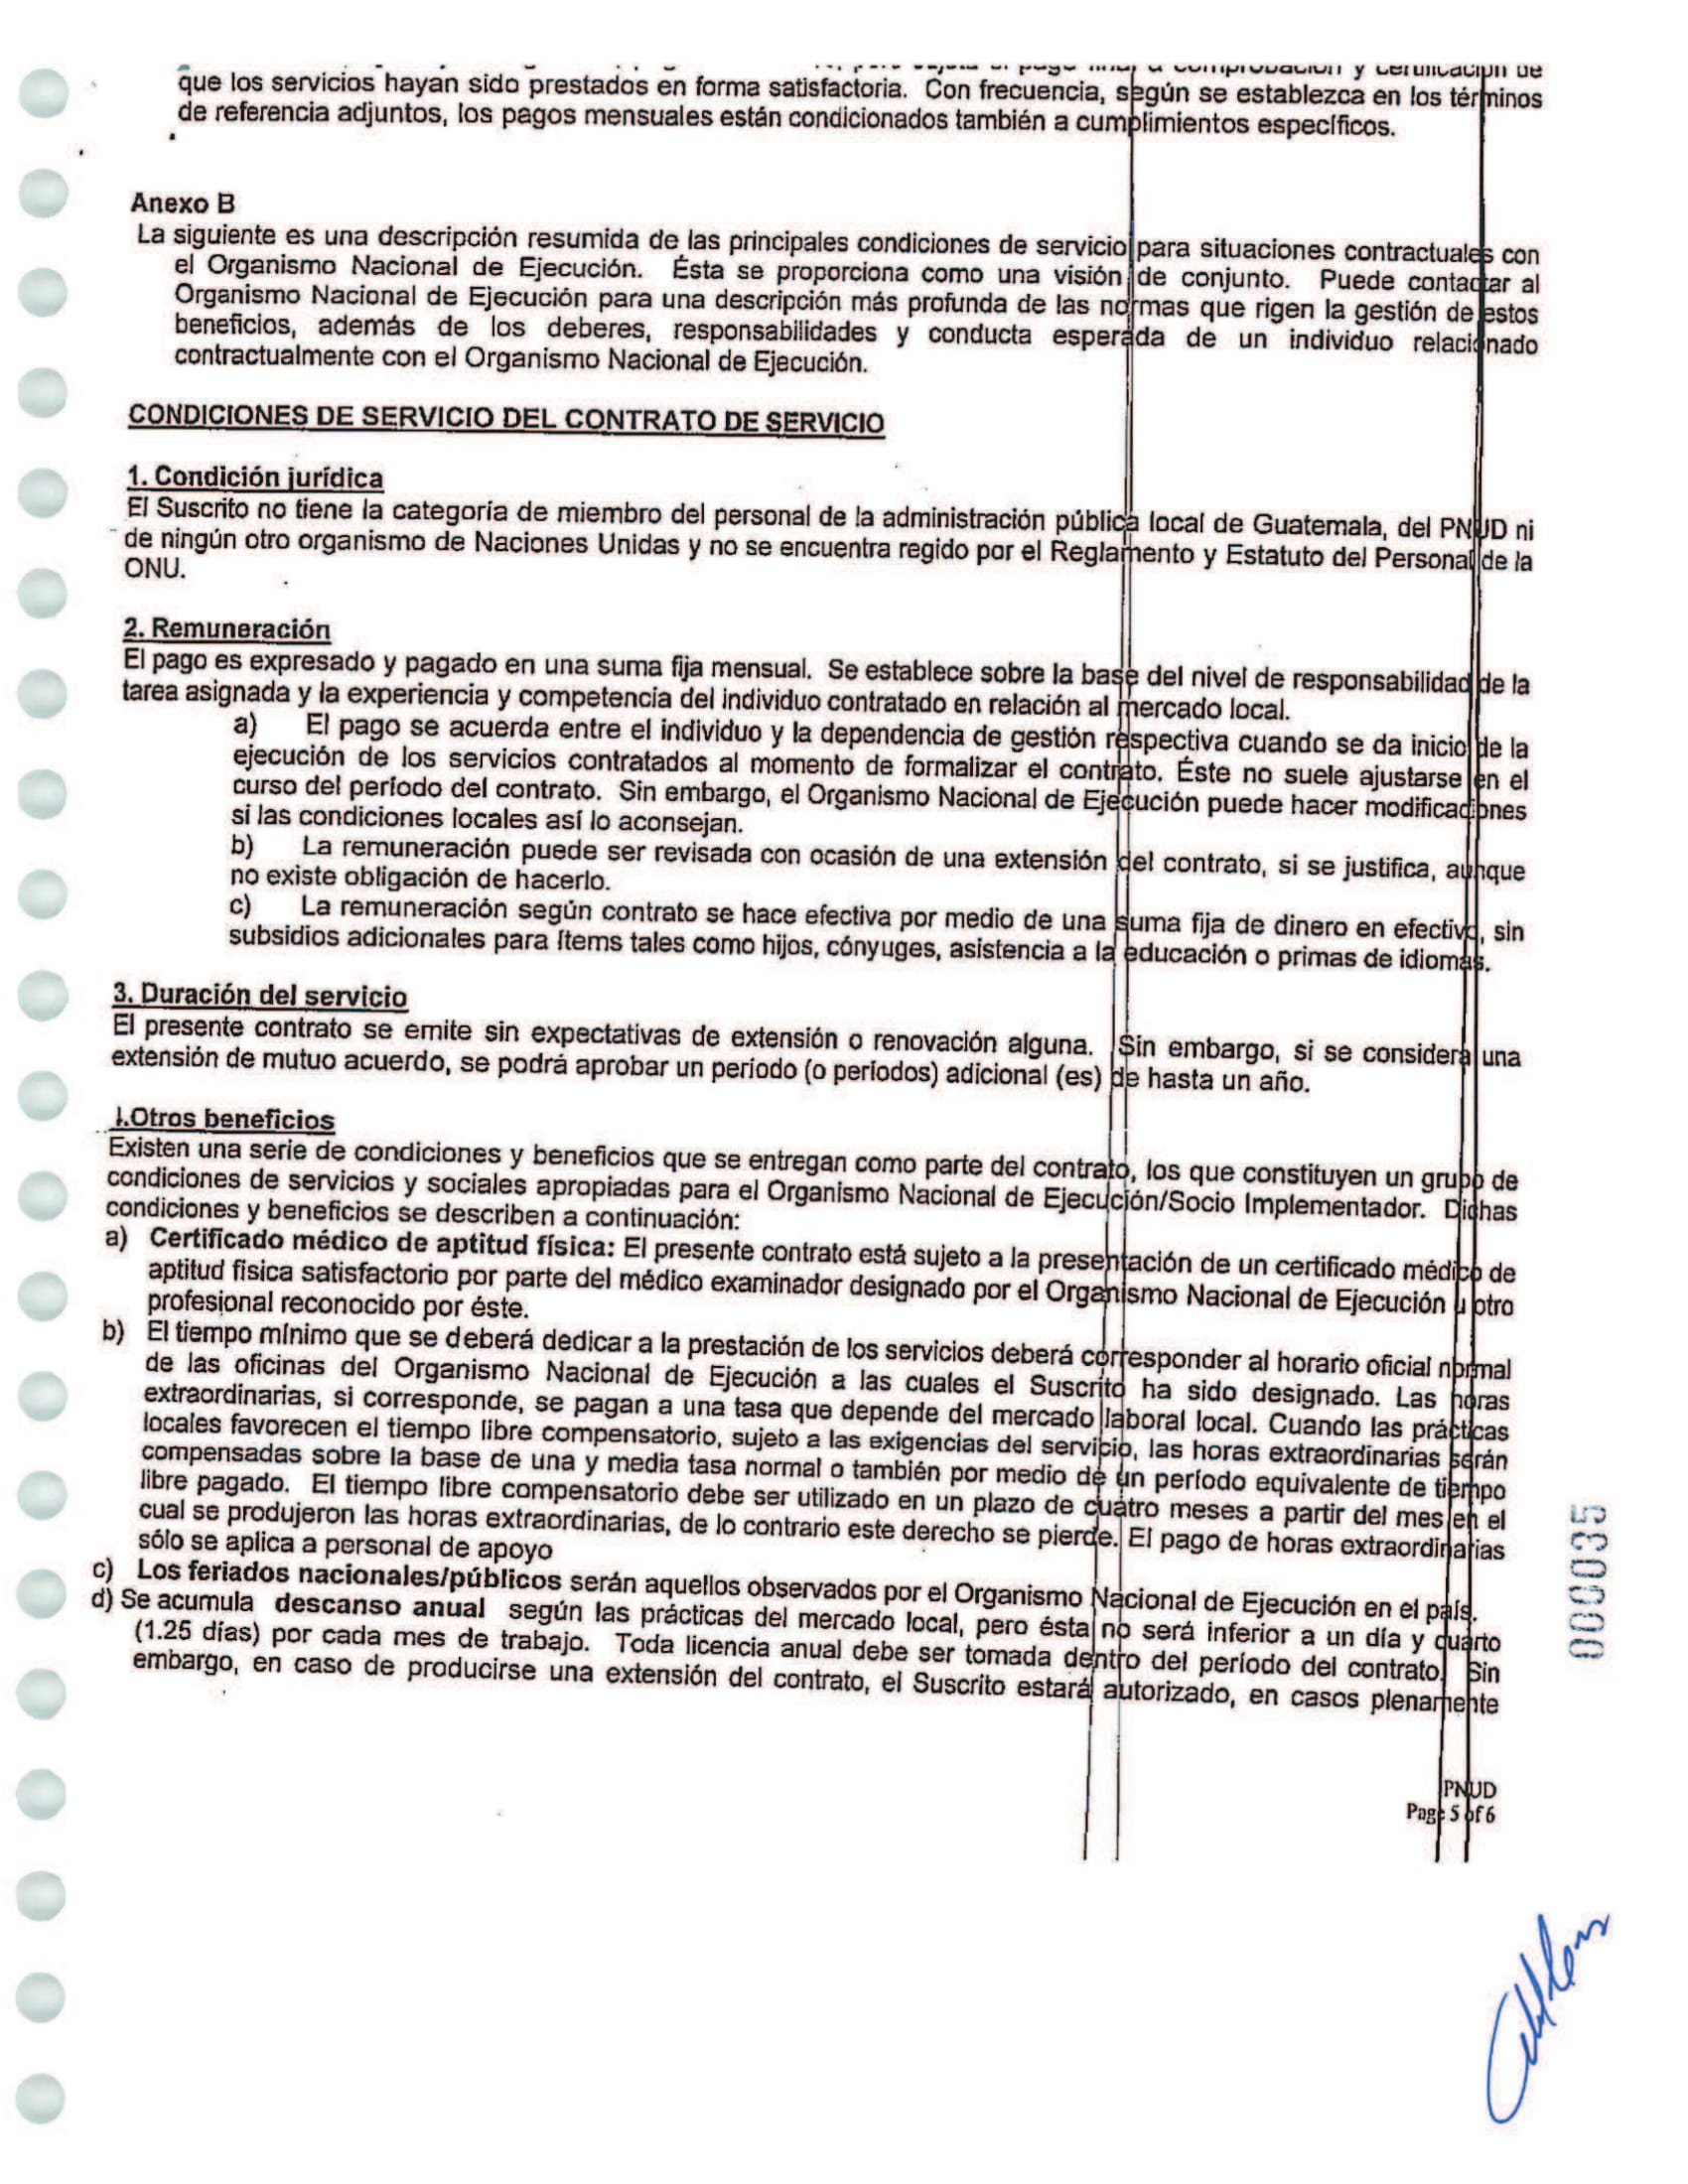 que los servicios hayan sido prestados en forma satisfactoria. Con frecuencia, según se establezca en los términos
de referencia adjuntos, los pagos mensuales están condicionados también a cumplimientos específicos.
Anexo B
La siguiente es una descripción resumida de las principales condiciones de servicio para situaciones contractuales con
el Organismo Nacional de Ejecución. Ésta se proporciona como una visión de conjunto. Puede contactar al
Organismo Nacional de Ejecución para una descripción más profunda de las normas que rigen la gestión de estos
beneficios, además de los deberes, responsabilidades y conducta esperada de un individuo relacionado
contractualmente con el Organismo Nacional de Ejecución.
CONDICIONES DE SERVICIO DEL CONTRATO DE SERVICIO
1. Condición jurídica
El Suscrito no tiene la categoría de miembro del personal de la administración pública local de Guatemala, del PNUD ni
de ningún otro organismo de Naciones Unidas y no se encuentra regido por el Reglamento y Estatuto del Personal de la
ONU.
2. Remuneración
El pago es expresado y pagado en una suma fija mensual. Se establece sobre la base del nivel de responsabilidad de la
tarea asignada y la experiencia y competencia del individuo contratado en relación al mercado local.
a) El pago se acuerda entre el individuo y la dependencia de gestión respectiva cuando se da inicio de la
ejecución de los servicios contratados al momento de formalizar el contrato. Éste no suele ajustarse en el
curso del período del contrato. Sin embargo, el Organismo Nacional de Ejecución puede hacer modificaciones
si las condiciones locales así lo aconsejan.
b) La remuneración puede ser revisada con ocasión de una extensión del contrato, si se justifica, aunque
no existe obligación de hacerlo.
c) La remuneración según contrato se hace efectiva por medio de una suma fija de dinero en efectivo, sin
subsidios adicionales para ítems tales como hijos, cónyuges, asistencia a la educación o primas de idiomas.
3. Duración del servicio
El presente contrato se emite sin expectativas de extensión o renovación alguna. Sin embargo, si se considera una
extensión de mutuo acuerdo, se podrá aprobar un período (o períodos) adicional (es) de hasta un año.
.Otros beneficios
Existen una serie de condiciones y beneficios que se entregan como parte del contrato, los que constituyen un grupo de
condiciones de servicios y sociales apropiadas para el Organismo Nacional de Ejecución/Socio Implementador. Dichas
condiciones y beneficios se describen a continuación:
a) Certificado médico de aptitud física: El presente contrato está sujeto a la presentación de un certificado médico de
aptitud física satisfactorio por parte del médico examinador designado por el Organismo Nacional de Ejecución u otro
profesional reconocido por éste.
b) El tiempo mínimo que se deberá dedicar a la prestación de los servicios deberá corresponder al horario oficial normal
de las oficinas del Organismo Nacional de Ejecución a las cuales el Suscrito ha sido designado. Las horas
extraordinarias, si corresponde, se pagan a una tasa que depende del mercado laboral local. Cuando las prácticas
locales favorecen el tiempo libre compensatorio, sujeto a las exigencias del servicio, las horas extraordinarias serán
compensadas sobre la base de una y media tasa normal o también por medio de un período equivalente de tiempo
libre pagado. El tiempo libre compensatorio debe ser utilizado en un plazo de cuatro meses a partir del mes en el
cual se produjeron las horas extraordinarias, de lo contrario este derecho se pierde. El pago de horas extraordinarias
sólo se aplica a personal de apoyo
c) Los feriados nacionales/públicos serán aquellos observados por el Organismo Nacional de Ejecución en el país.
d) Se acumula descanso anual según las prácticas del mercado local, pero ésta no será inferior a un día y cuarto
(1.25 días) por cada mes de trabajo. Toda licencia anual debe ser tomada dentro del período del contrato. Sin
embargo, en caso de producirse una extensión del contrato, el Suscrito estará autorizado, en casos plenamente
000035
PNUD
Page 5 of 6